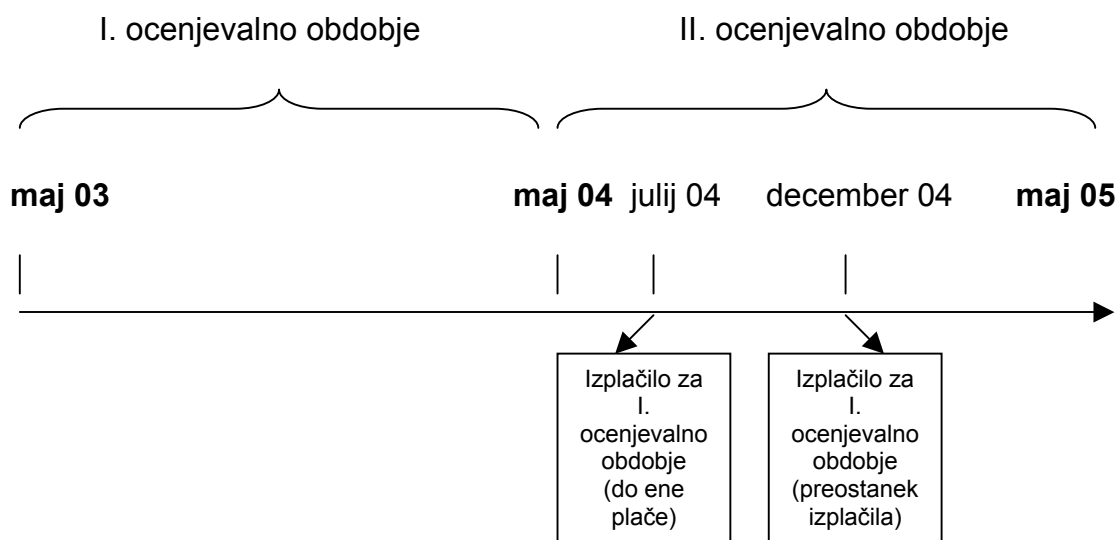 I. ocenjevalno obdobje
II. ocenjevalno obdobje
maj 03
maj 04
julij 04
december 04
maj 05
Izplačilo za
I.
ocenjevalno
obdobje
(do ene
plače)
Izplačilo za
I.
ocenjevalno
obdobje
(preostanek
izplačila)